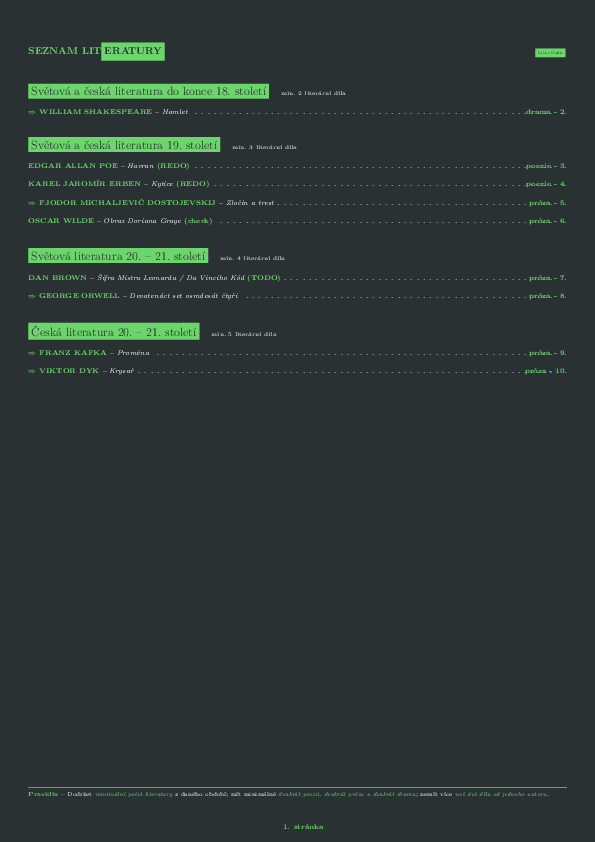 SEZNAM LITERATURY
Světová a česká literatura do konce 18. století min. 2 literární díla
⇒ WILLIAM SHAKESPEARE – Hamlet . . . . . . . . . . . . . . . . . . . . drama - 2.
Světová a česká literatura 19. století min. 3 literární díla
EDGAR ALLAN POE – Havran (REDO) . . . . . . . . . . . . . . . . . . . . poezie - 3.
KAREL JAROMÍR ERBEN – Kytice (REDO) . . . . . . . . . . . . . . . . . . . . poezie - 4.
⇒ FJODOR MICHALJEVIČ DOSTOJEVSKIJ – Zločin a trest . . . . . . . . . . . . . . . . . . . . próza - 5.
OSCAR WILDE – Obraz Doriana Graye (check) . . . . . . . . . . . . . . . . . . . . próza - 6.
Světová literatura 20. – 21. století min. 4 literární díla
DAN BROWN – Šifra Mistra Leonarda / Da Vinciho Kód (TODO) . . . . . . . . . . . . . . . . . . . . próza - 7.
⇒ GEORGE ORWELL – Devatenáct set osmdesát čtyři . . . . . . . . . . . . . . . . . . . . próza - 8.
Česká literatura 20. – 21. století min. 5 literární díla
⇒ FRANZ KAFKA – Proměna . . . . . . . . . . . . . . . . . . . . próza - 9.
⇒ VIKTOR DYK – Krysař . . . . . . . . . . . . . . . . . . . . próza - 10.
Pravidla – Dodržet minimální počet literatury z daného období; mít minimálně dvakrát poezii, dvakrát prózu a dvakrát drama; nemít více než dvě díla od jednoho autora.
1. stránka